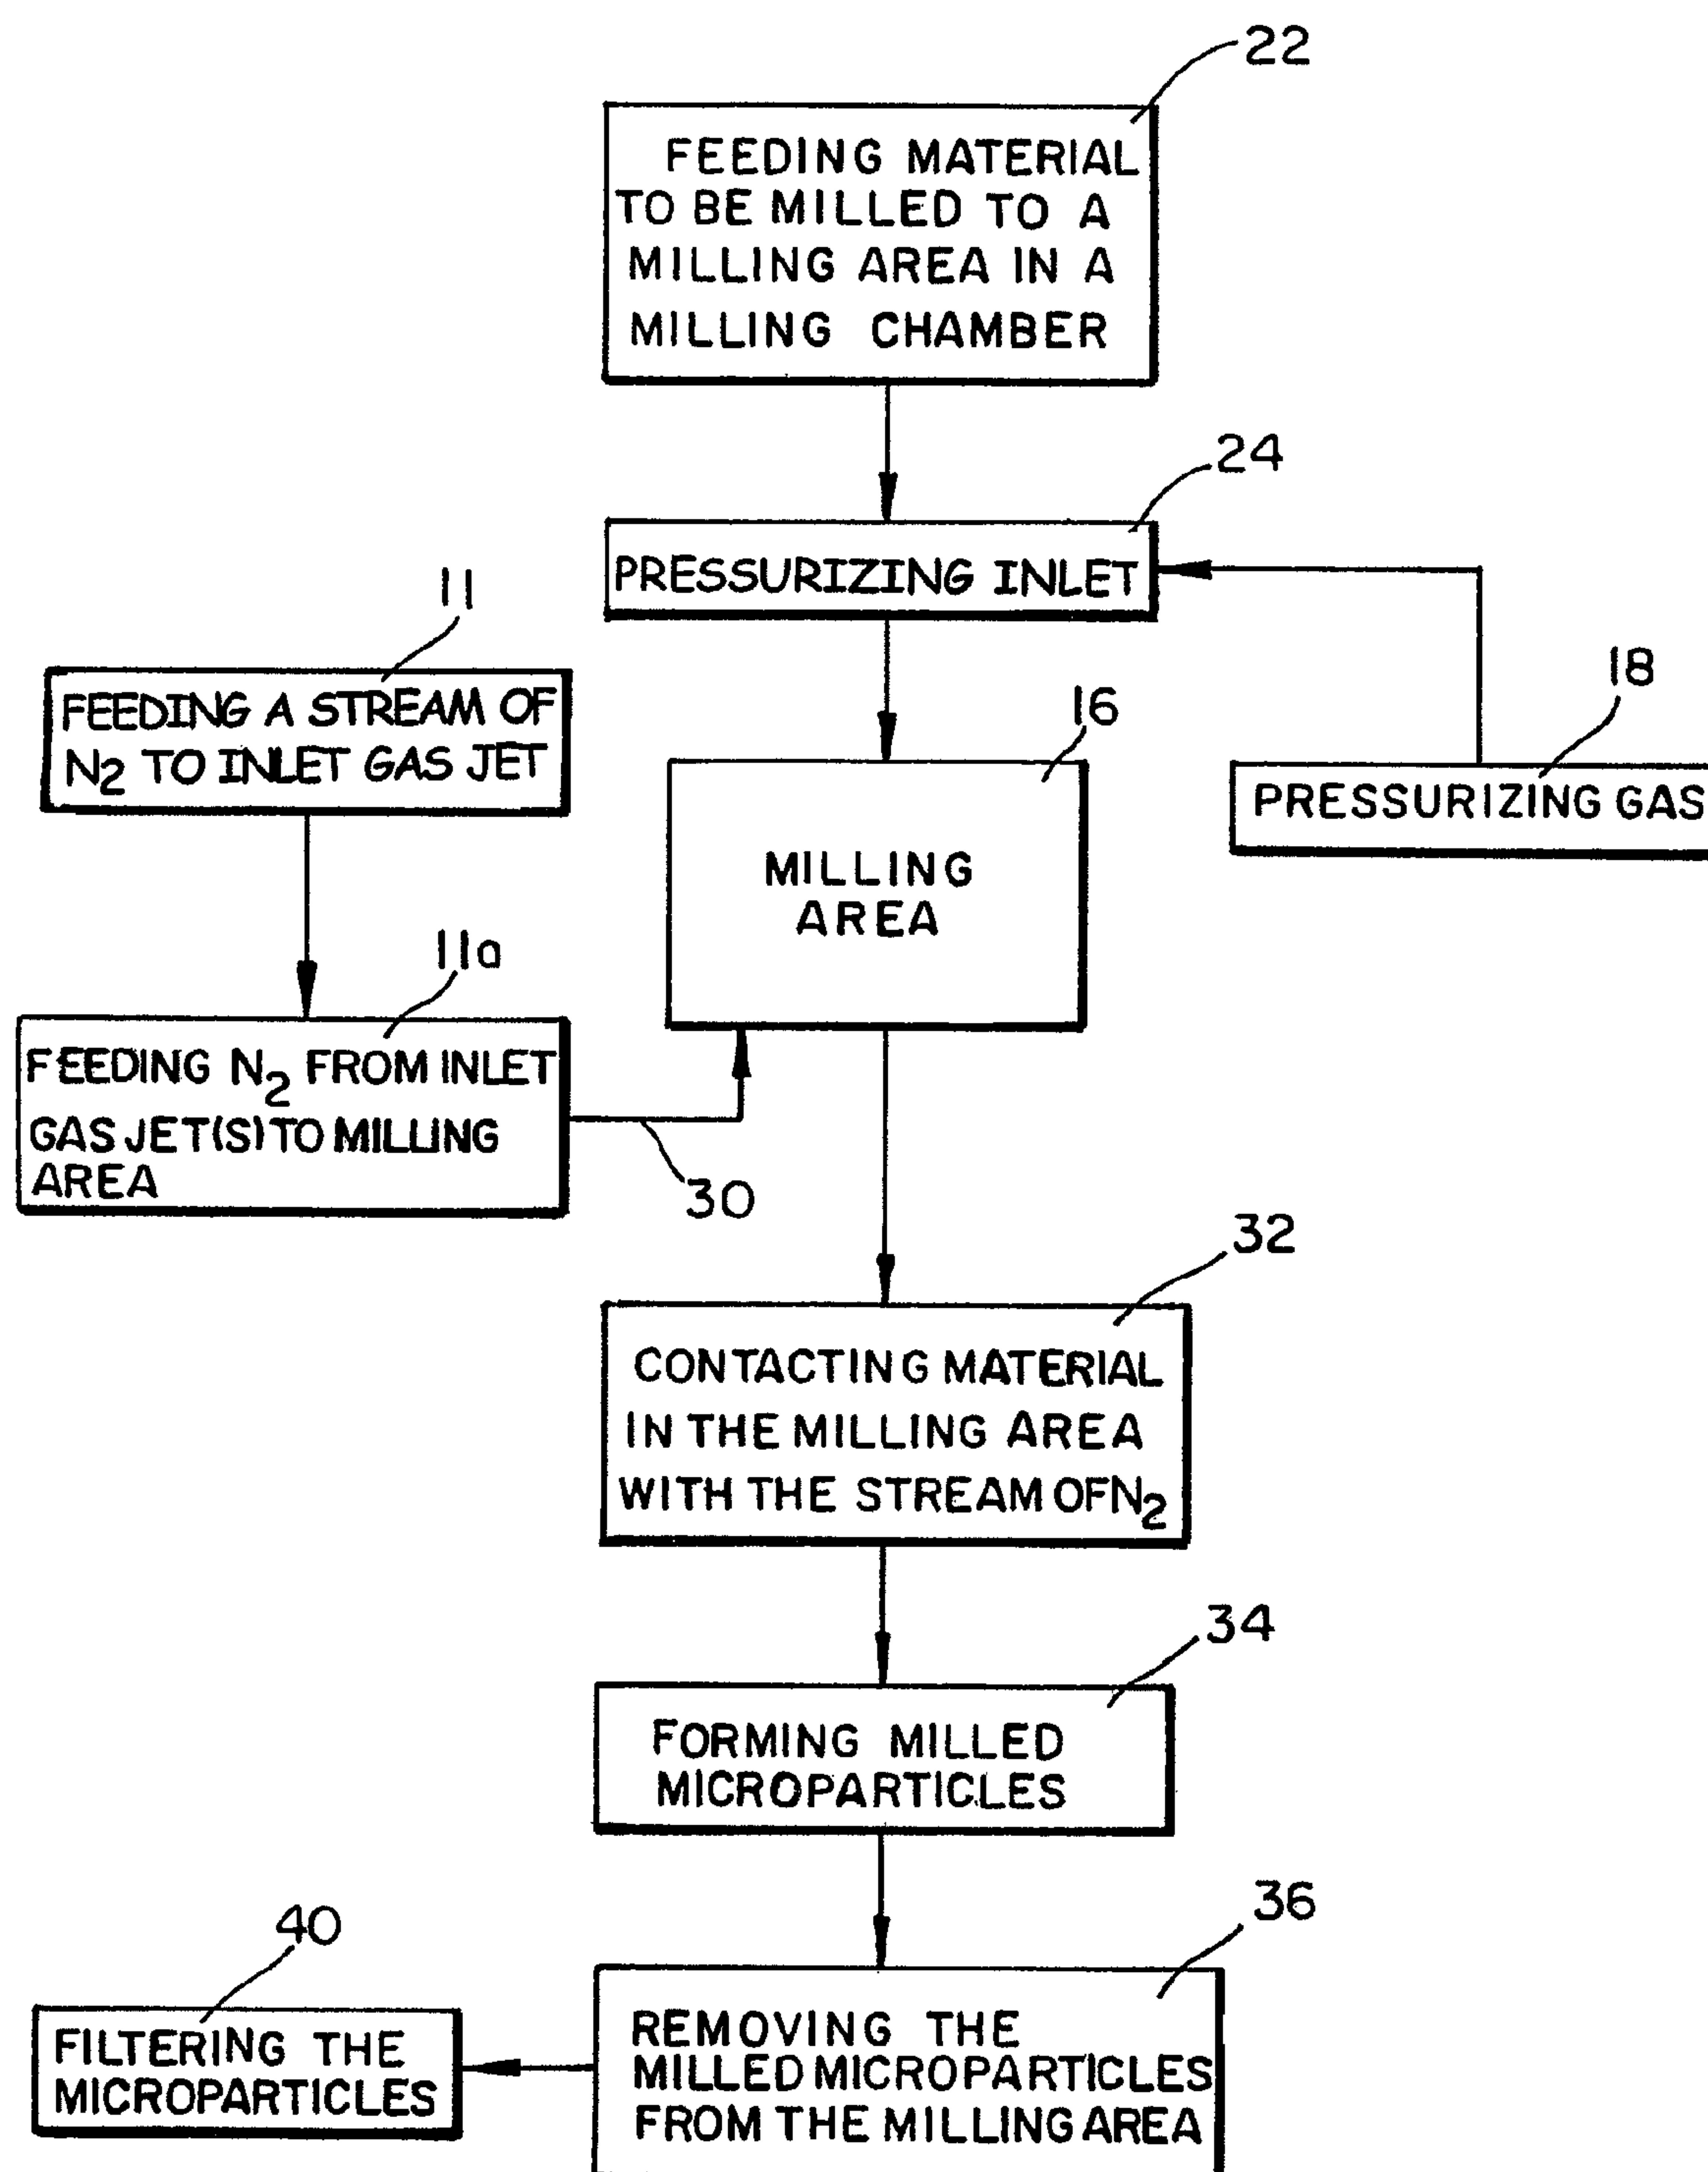 22
FEEDING MATERIAL
TO BE MILLED TO A
MILLING AREA IN A
MILLING CHAMBER
24
PRESSURIZING INLET
11
FEEDING A STREAM OF
N2 TO INLET GAS JET
18
PRESSURIZING GAS
16
MILLING
AREA
11a
FEEDING N2 FROM INLET
GAS JET(S) TO MILLING
AREA
30
32
CONTACTING MATERIAL
IN THE MILLING AREA
WITH THE STREAM OF N2
34
FORMING MILLED
MICROPARTICLES
36
REMOVING THE
MILLED MICROPARTICLES
FROM THE MILLING AREA
40
FILTERING THE
MICROPARTICLES